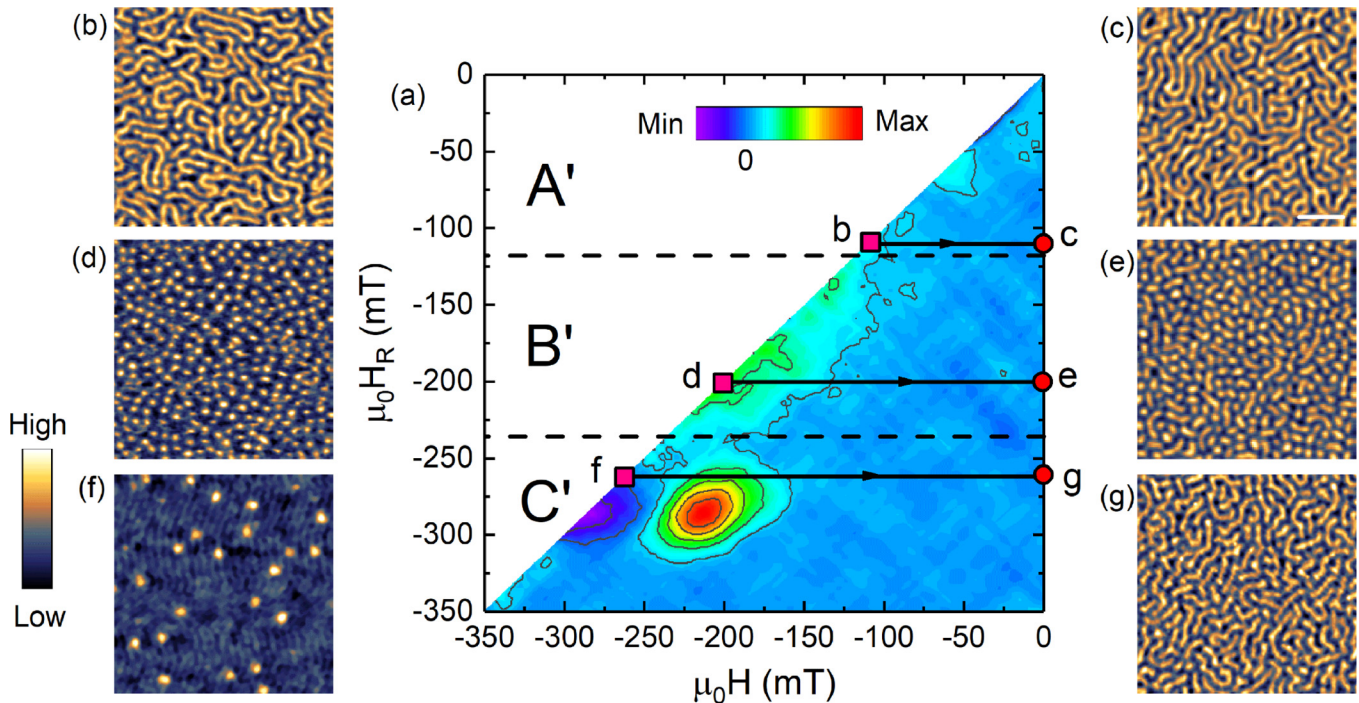 (b)
(c)
(a)
Min
Max
0
0
-50
-100
-150
-200
-250
-300
-350
μ₀H_R (mT)
A'
b
c
(d)
(e)
B'
d
e
High
Low
(f)
(g)
C'
f
g
-350
-300
-250
-200
-150
-100
-50
0
μ₀H (mT)